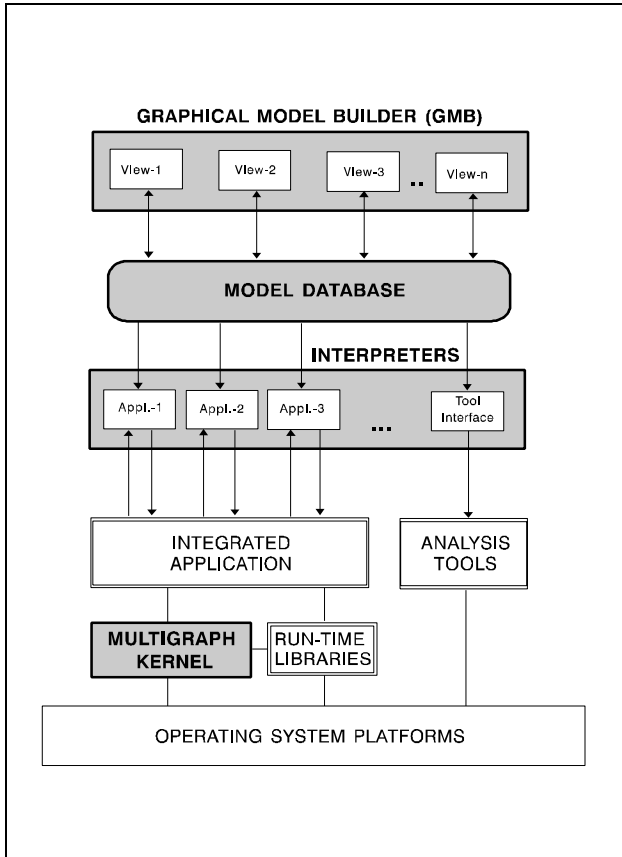 GRAPHICAL MODEL BUILDER (GMB)
View-1 View-2 View-3 .. View-n
MODEL DATABASE
INTERPRETERS
Appl.-1 Appl.-2 Appl.-3 ... Tool
Interface
INTEGRATED
APPLICATION
ANALYSIS
TOOLS
MULTIGRAPH
KERNEL
RUN-TIME
LIBRARIES
OPERATING SYSTEM PLATFORMS